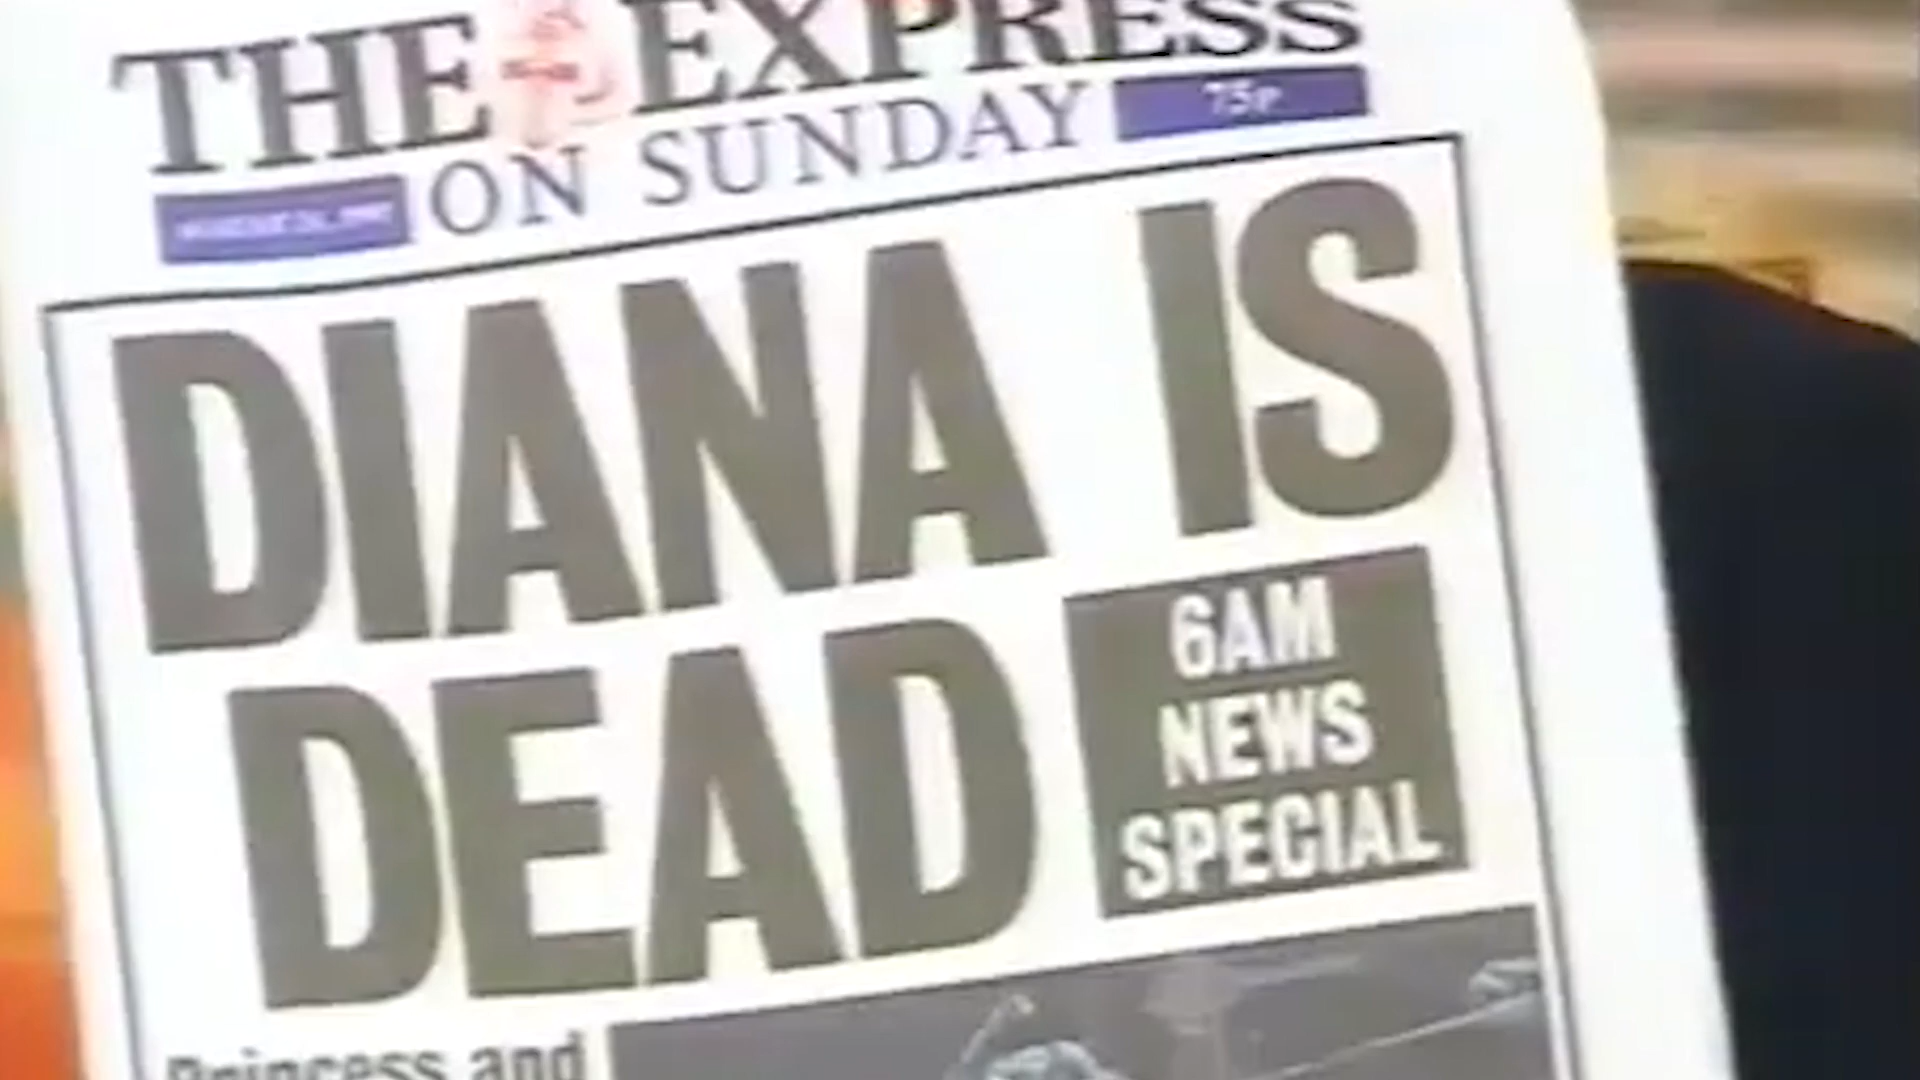 THE EXPRESS
ON SUNDAY
75p
DIANA IS
DEAD
6AM
NEWS
SPECIAL
Princess and